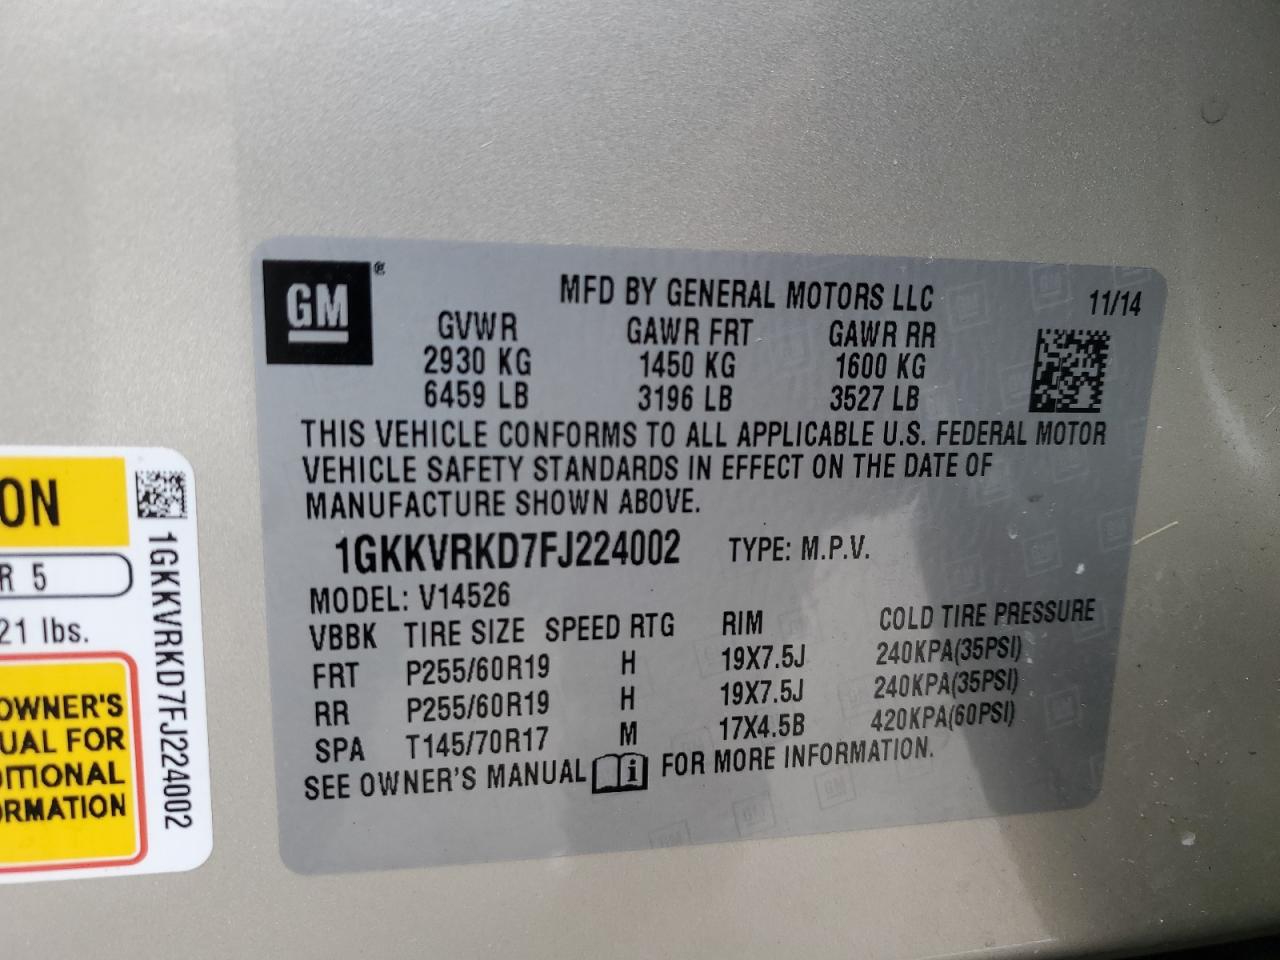 GM ®
MFD BY GENERAL MOTORS LLC 11/14
GVWR GAWR FRT GAWR RR
2930 KG 1450 KG 1600 KG
6459 LB 3196 LB 3527 LB
THIS VEHICLE CONFORMS TO ALL APPLICABLE U.S. FEDERAL MOTOR
VEHICLE SAFETY STANDARDS IN EFFECT ON THE DATE OF
MANUFACTURE SHOWN ABOVE.
1GKKVRKD7FJ224002 TYPE: M.P.V.
MODEL: V14526
VBBK TIRE SIZE SPEED RTG RIM COLD TIRE PRESSURE
FRT P255/60R19 H 19X7.5J 240KPA(35PSI)
RR P255/60R19 H 19X7.5J 240KPA(35PSI)
SPA T145/70R17 M 17X4.5B 420KPA(60PSI)
SEE OWNER'S MANUAL i FOR MORE INFORMATION.
ON
R 5
21 lbs.
OWNER'S
UAL FOR
DITIONAL
ORMATION
1GKKVRKD7FJ224002